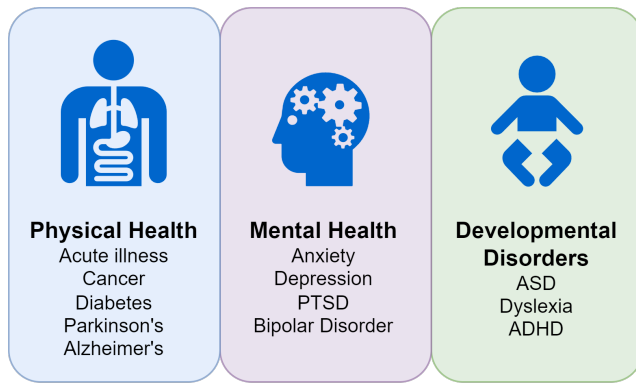 Physical Health
Acute illness
Cancer
Diabetes
Parkinson's
Alzheimer's
Mental Health
Anxiety
Depression
PTSD
Bipolar Disorder
Developmental
Disorders
ASD
Dyslexia
ADHD